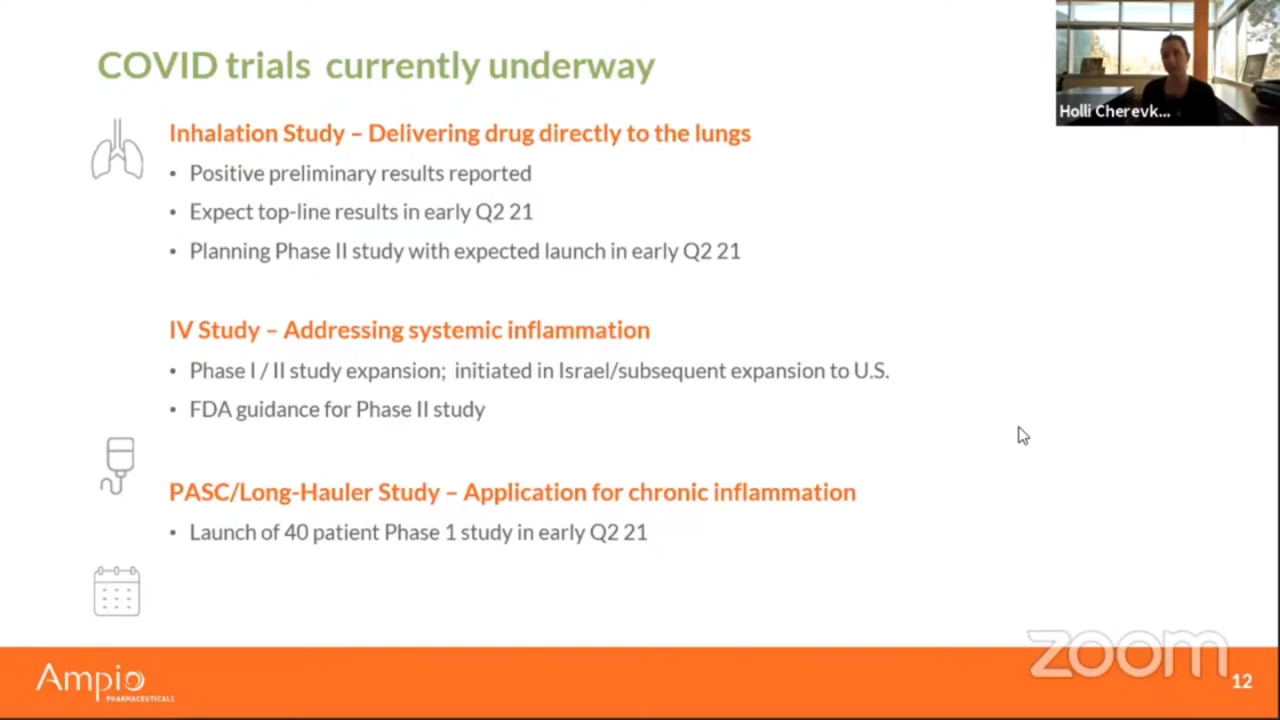 COVID trials currently underway
Holli Cherevk...
Inhalation Study – Delivering drug directly to the lungs
• Positive preliminary results reported
• Expect top-line results in early Q2 21
• Planning Phase II study with expected launch in early Q2 21
IV Study – Addressing systemic inflammation
• Phase I / II study expansion; initiated in Israel/subsequent expansion to U.S.
• FDA guidance for Phase II study
PASC/Long-Hauler Study – Application for chronic inflammation
• Launch of 40 patient Phase 1 study in early Q2 21
zoom
Ampio
PHARMACEUTICALS
12